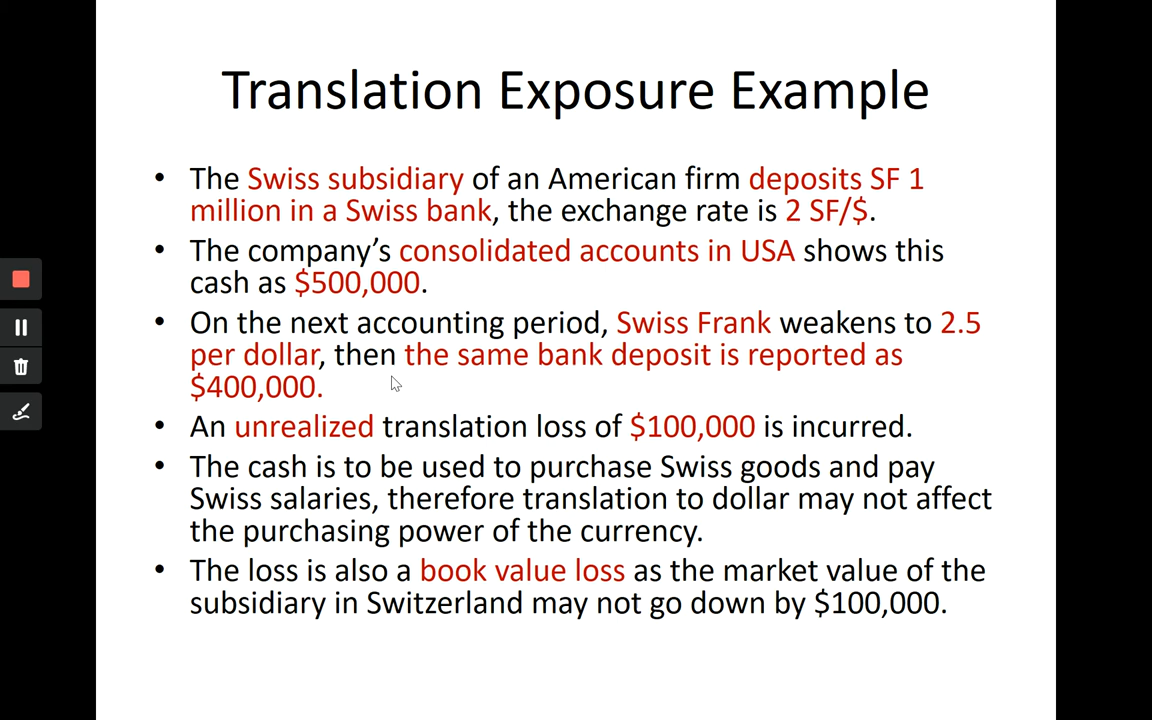 Translation Exposure Example
• The Swiss subsidiary of an American firm deposits SF 1
million in a Swiss bank, the exchange rate is 2 SF/$.
• The company’s consolidated accounts in USA shows this
cash as $500,000.
• On the next accounting period, Swiss Frank weakens to 2.5
per dollar, then the same bank deposit is reported as
$400,000.
• An unrealized translation loss of $100,000 is incurred.
• The cash is to be used to purchase Swiss goods and pay
Swiss salaries, therefore translation to dollar may not affect
the purchasing power of the currency.
• The loss is also a book value loss as the market value of the
subsidiary in Switzerland may not go down by $100,000.